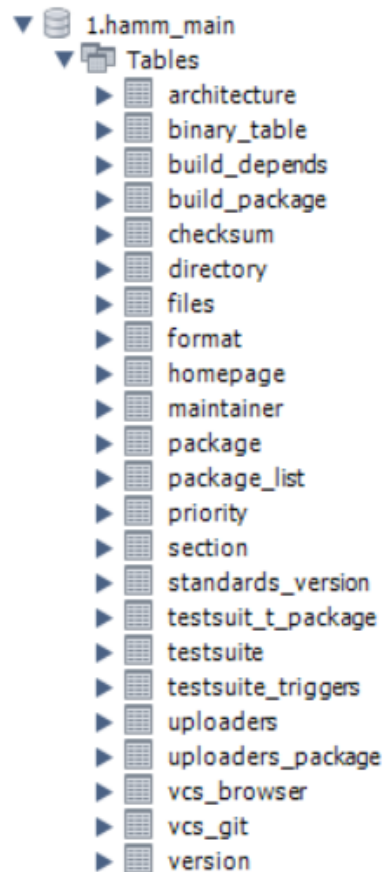 1.hamm_main
Tables
architecture
binary_table
build_depends
build_package
checksum
directory
files
format
homepage
maintainer
package
package_list
priority
section
standards_version
testsuit_t_package
testsuite
testsuite_triggers
uploaders
uploaders_package
vcs_browser
vcs_git
version